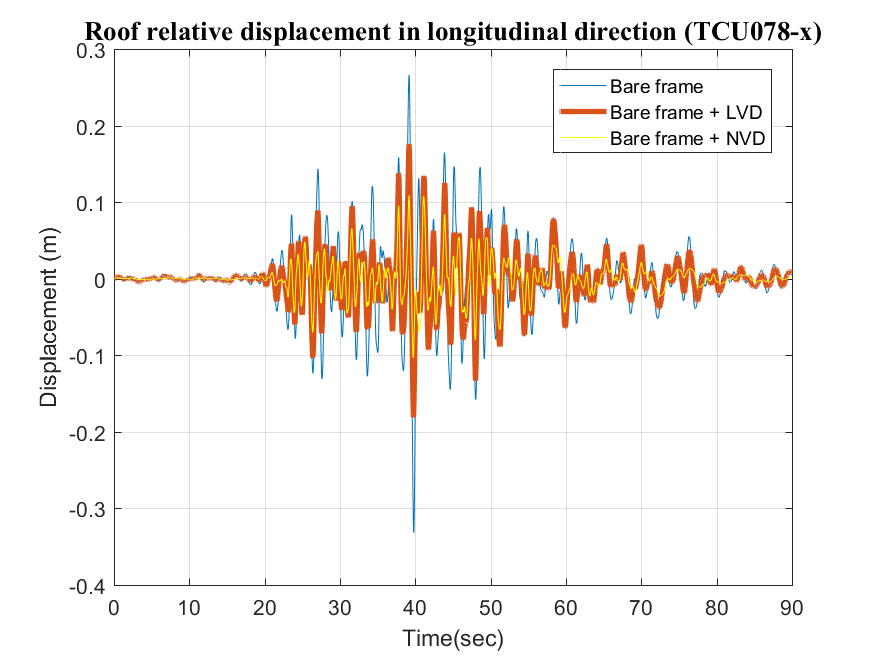 Roof relative displacement in longitudinal direction (TCU078-x)
0.3
0.2
0.1
0
-0.1
-0.2
-0.3
-0.4
Displacement (m)
Bare frame
Bare frame + LVD
Bare frame + NVD
0 10 20 30 40 50 60 70 80 90
Time(sec)